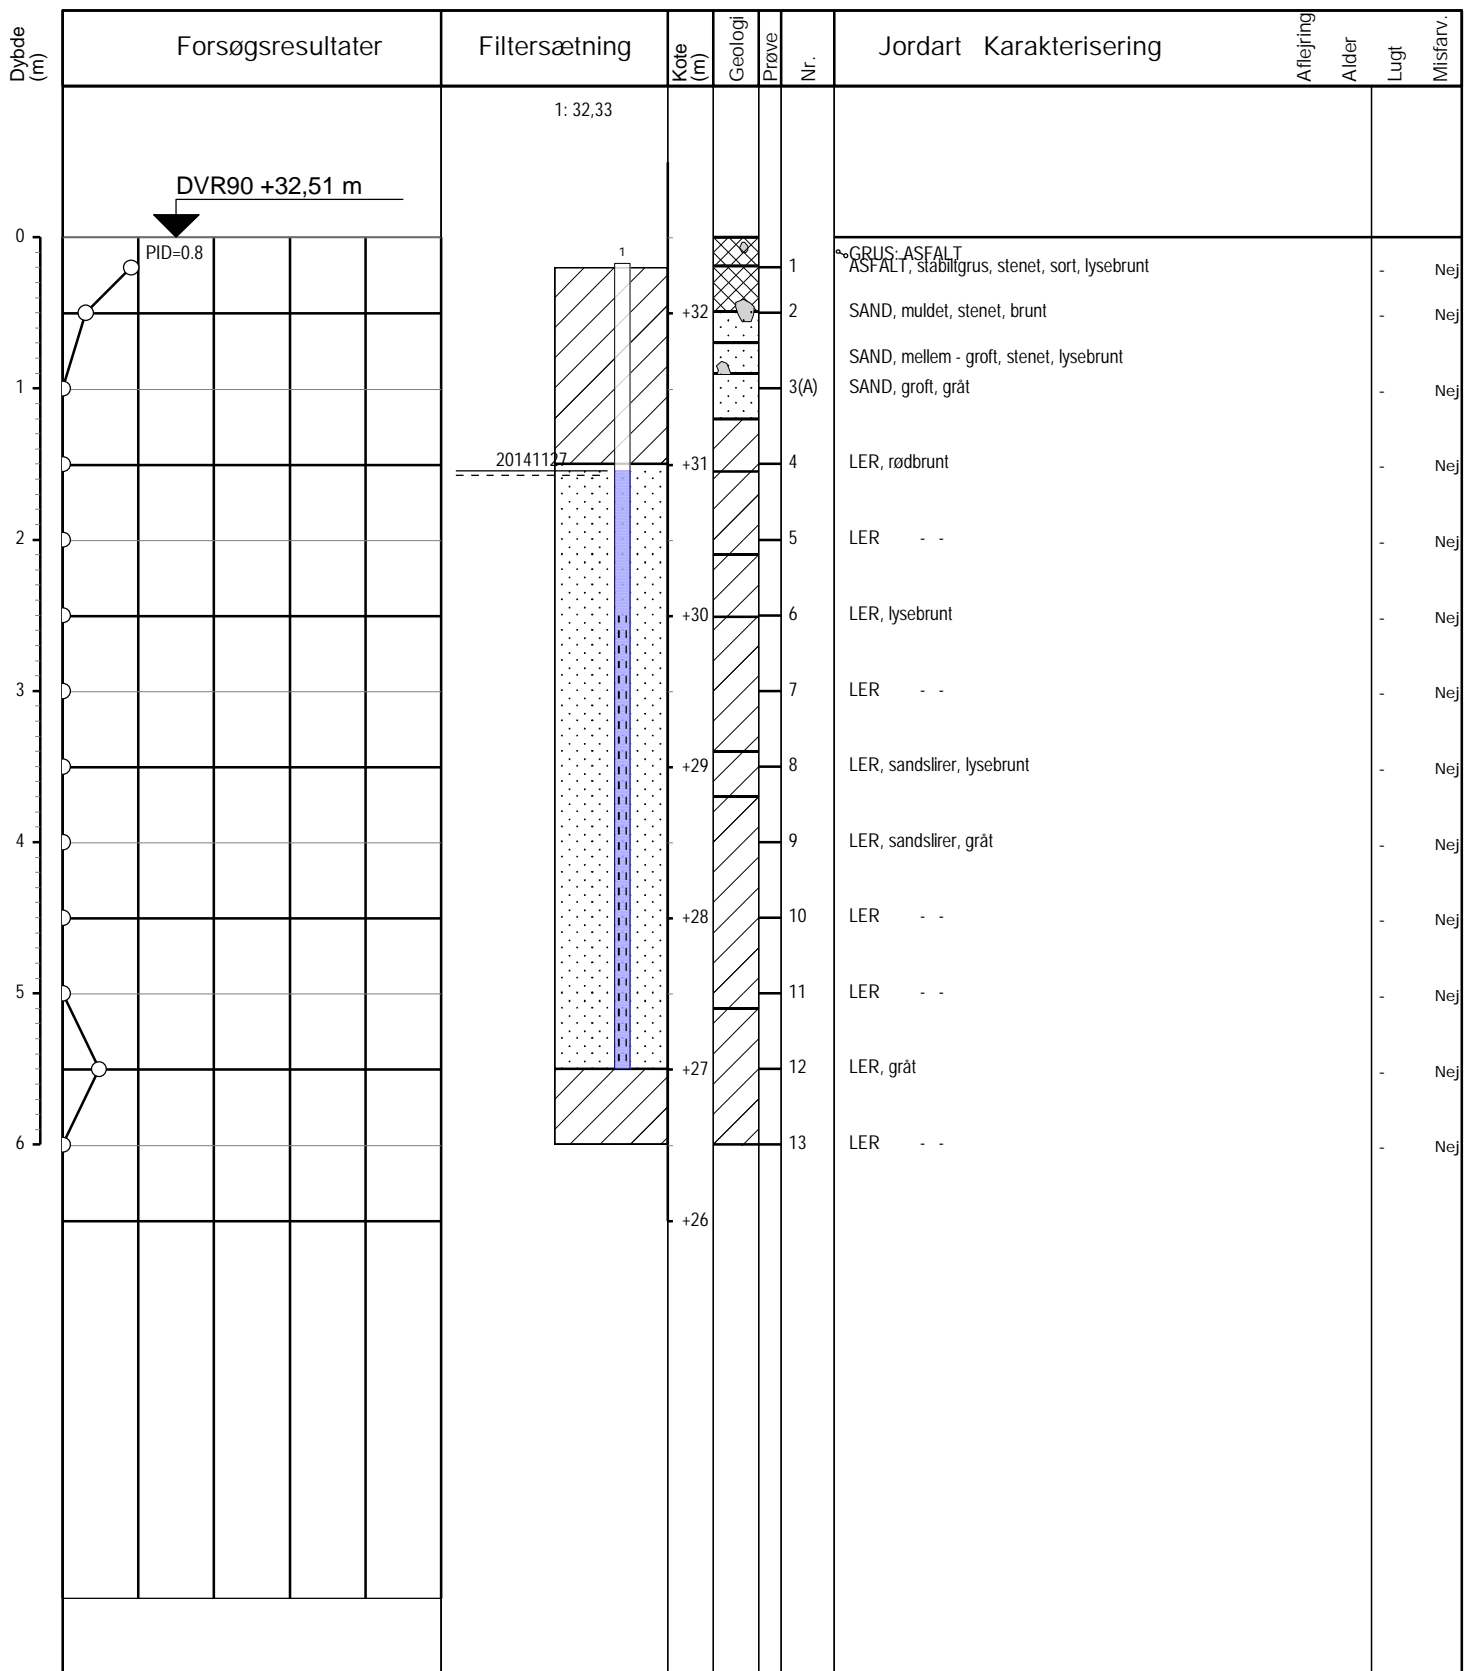 Dybde (m) Forsøgsresultater Filtersætning Kote (m) Geologi Prøve Nr. Jordart Karakterisering Aflejring Alder Lugt Misfarv.
1: 32,33
DVR90 +32,51 m
0 PID=0.8 1 GRUS: ASFALT
1 ASFALT, stabiltgrus, stenet, sort, lysebrunt - Nej
+32 2 SAND, muldet, stenet, brunt - Nej
SAND, mellem - groft, stenet, lysebrunt
1 3(A) SAND, groft, gråt - Nej
20141127 +31 4 LER, rødbrunt - Nej
2 5 LER - - - Nej
+30 6 LER, lysebrunt - Nej
3 7 LER - - - Nej
+29 8 LER, sandslirer, lysebrunt - Nej
4 9 LER, sandslirer, gråt - Nej
+28 10 LER - - - Nej
5 11 LER - - - Nej
+27 12 LER, gråt - Nej
6 13 LER - - - Nej
+26